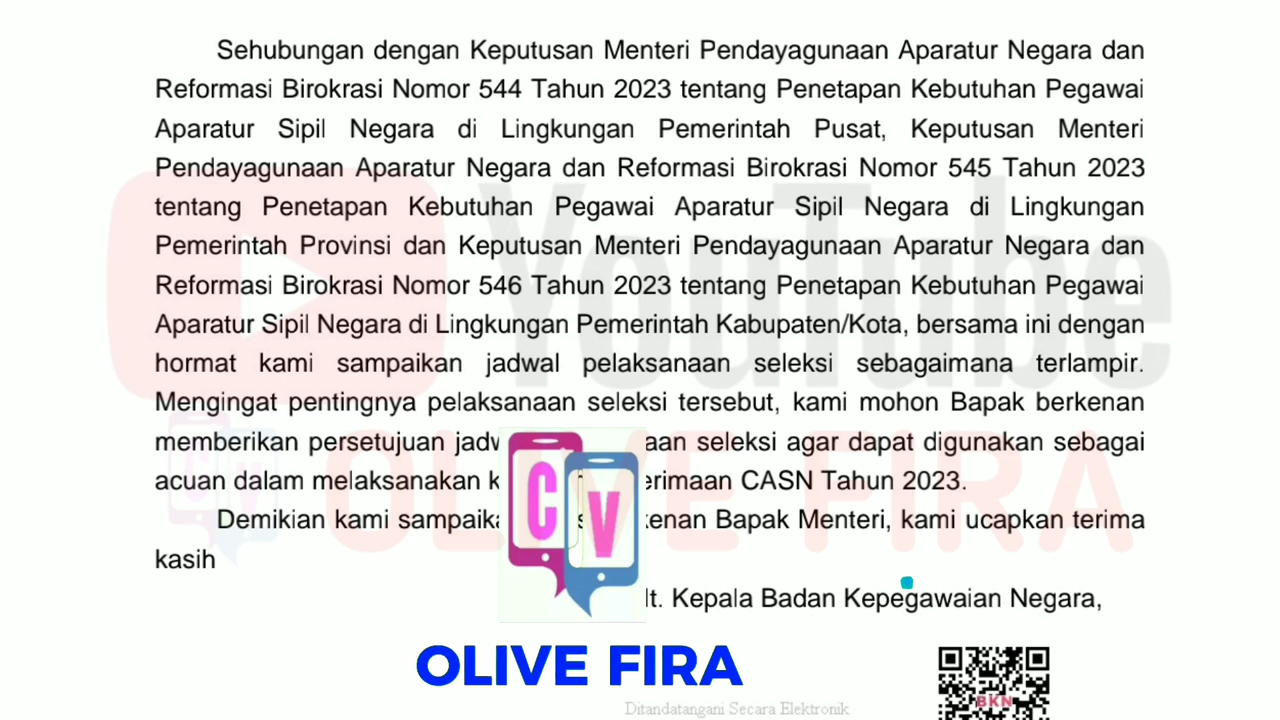 Sehubungan dengan Keputusan Menteri Pendayagunaan Aparatur Negara dan
Reformasi Birokrasi Nomor 544 Tahun 2023 tentang Penetapan Kebutuhan Pegawai
Aparatur Sipil Negara di Lingkungan Pemerintah Pusat, Keputusan Menteri
Pendayagunaan Aparatur Negara dan Reformasi Birokrasi Nomor 545 Tahun 2023
tentang Penetapan Kebutuhan Pegawai Aparatur Sipil Negara di Lingkungan
Pemerintah Provinsi dan Keputusan Menteri Pendayagunaan Aparatur Negara dan
Reformasi Birokrasi Nomor 546 Tahun 2023 tentang Penetapan Kebutuhan Pegawai
Aparatur Sipil Negara di Lingkungan Pemerintah Kabupaten/Kota, bersama ini dengan
hormat kami sampaikan jadwal pelaksanaan seleksi sebagaimana terlampir.
Mengingat pentingnya pelaksanaan seleksi tersebut, kami mohon Bapak berkenan
memberikan persetujuan seleksi agar dapat digunakan sebagai
acuan dalam melaksanakan CASN Tahun 2023.
Demikian kami Bapak Menteri, kami ucapkan terima
kasih
Kepala Badan Kepegawaian Negara,
YouTube
CV
OLIVE FIRA
CV
OLIVE FIRA
BKN
Ditandatangani Secara Elektronik